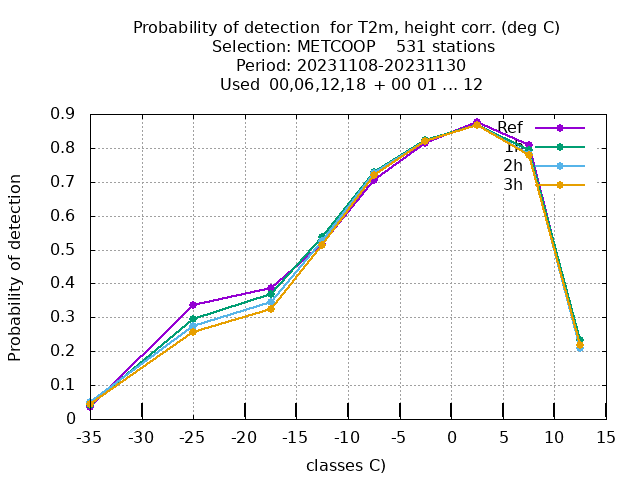 Probability of detection for T2m, height corr. (deg C)
Selection: METCOOP 531 stations
Period: 20231108-20231130
Used 00,06,12,18 + 00 01 ... 12
Probability of detection
0.9
0.8
0.7
0.6
0.5
0.4
0.3
0.2
0.1
0
Ref
1h
2h
3h
-35 -30 -25 -20 -15 -10 -5 0 5 10 15
classes C)